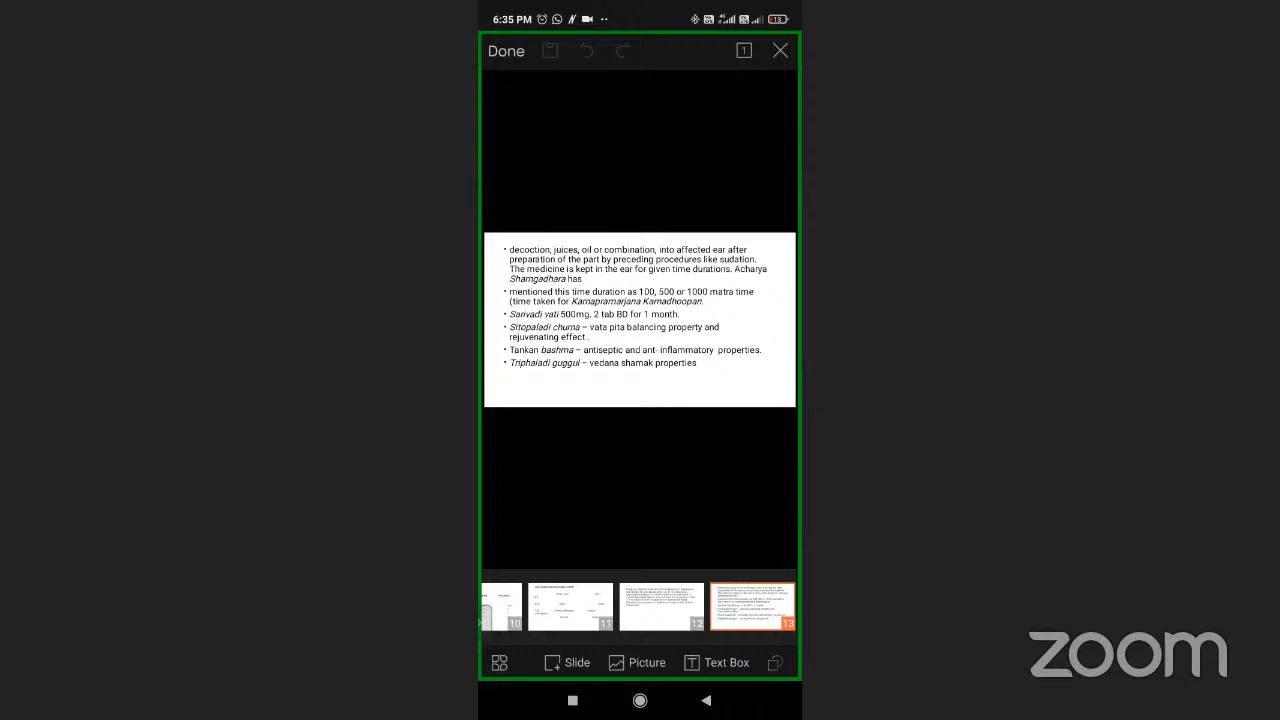 6:35 PM
13
Done
1
• decoction, juices, oil or combination, into affected ear after
preparation of the part by preceding procedures like sudation.
The medicine is kept in the ear for given time durations. Acharya
Sharngadhara has
• mentioned this time duration as 100, 500 or 1000 matra time
(time taken for Karnapramarjana Karnadhoopan.
• Sarivadi vati 500mg. 2 tab BD for 1 month.
• Sitopaladi churna – vata pita balancing property and
rejuvenating effect .
• Tankan bashma – antiseptic and ant- inflammatory properties.
• Triphaladi guggul – vedana shamak properties
10
11
12
13
Slide
Picture
Text Box
zoom